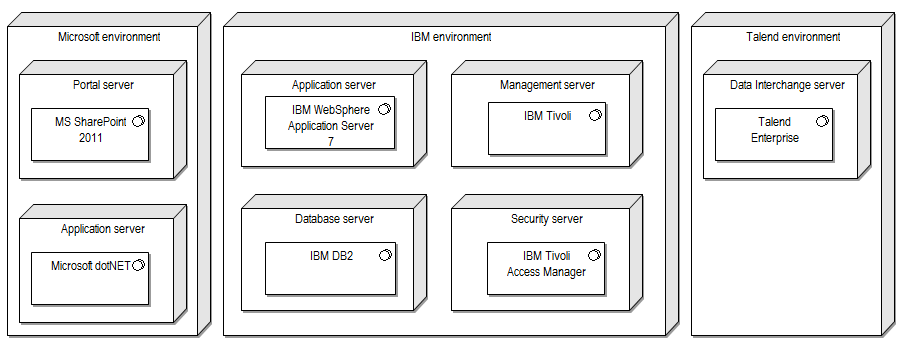 Microsoft environment
Portal server
MS SharePoint
2011
Application server
Microsoft dotNET
IBM environment
Application server
IBM WebSphere
Application Server
7
Management server
IBM Tivoli
Database server
IBM DB2
Security server
IBM Tivoli
Access Manager
Talend environment
Data Interchange server
Talend
Enterprise